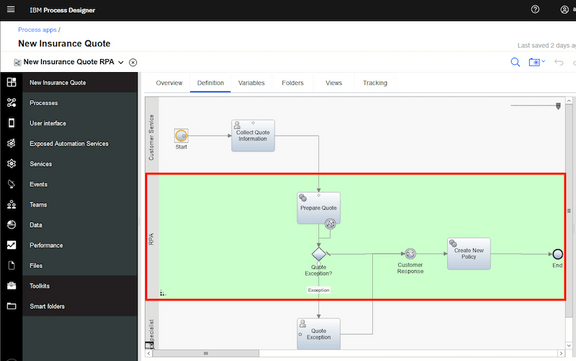 IBM Process Designer
Process apps /
New Insurance Quote
Last saved 2 days a
New Insurance Quote RPA
New Insurance Quote
Processes
User interface
Exposed Automation Services
Services
Events
Teams
Data
Performance
Files
Toolkits
Smart folders
Overview Definition Variables Folders Views Tracking
Customer Service
Start
Collect Quote
Information
RPA
Prepare Quote
Quote
Exception?
Exception
Customer
Response
Create New
Policy
End
Quote
Exception